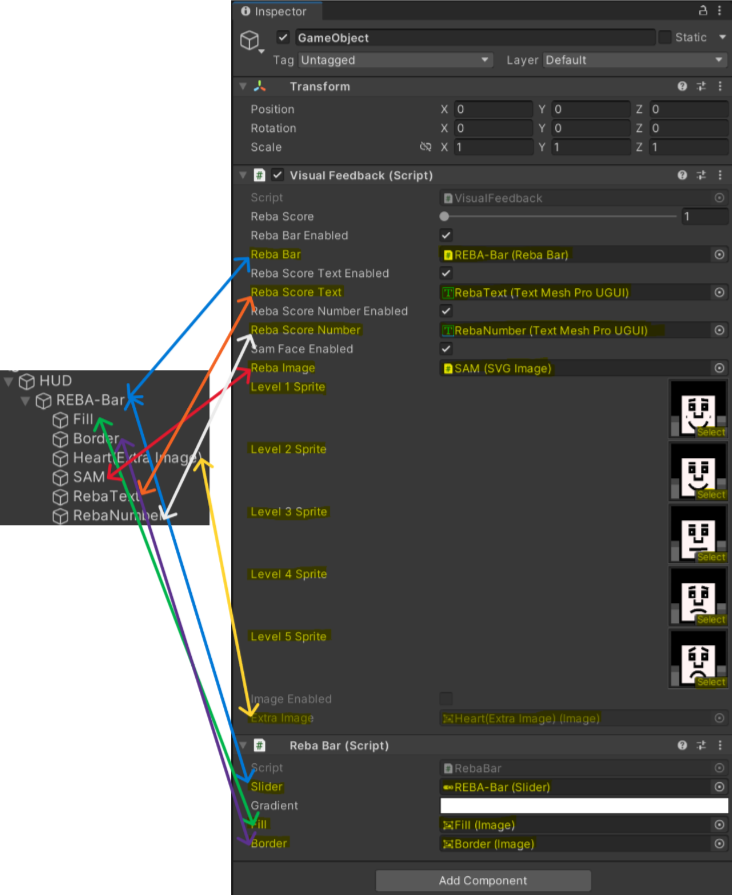 Inspector
GameObject Static
Tag Untagged Layer Default
Transform
Position X 0 Y 0 Z 0
Rotation X 0 Y 0 Z 0
Scale X 1 Y 1 Z 1
Visual Feedback (Script)
Script VisualFeedback
Reba Score 1
Reba Bar Enabled
Reba Bar REBA-Bar (Reba Bar)
Reba Score Text Enabled
Reba Score Text RebaText (Text Mesh Pro UGUI)
Reba Score Number Enabled
Reba Score Number RebaNumber (Text Mesh Pro UGUI)
Sam Face Enabled
Reba Image SAM (SVG Image)
Level 1 Sprite
Select
Level 2 Sprite
Select
Level 3 Sprite
Select
Level 4 Sprite
Select
Level 5 Sprite
Select
Image Enabled
Extra Image Heart(Extra Image) (Image)
Reba Bar (Script)
Script RebaBar
Slider REBA-Bar (Slider)
Gradient
Fill Fill (Image)
Border Border (Image)
Add Component
HUD
REBA-Bar
Fill
Border
Heart(Extra Image)
SAM
RebaText
RebaNumber